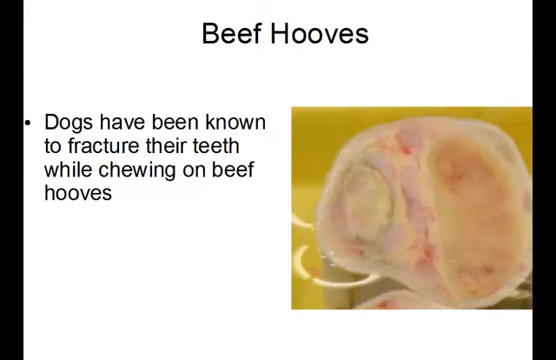 Beef Hooves
• Dogs have been known
to fracture their teeth
while chewing on beef
hooves